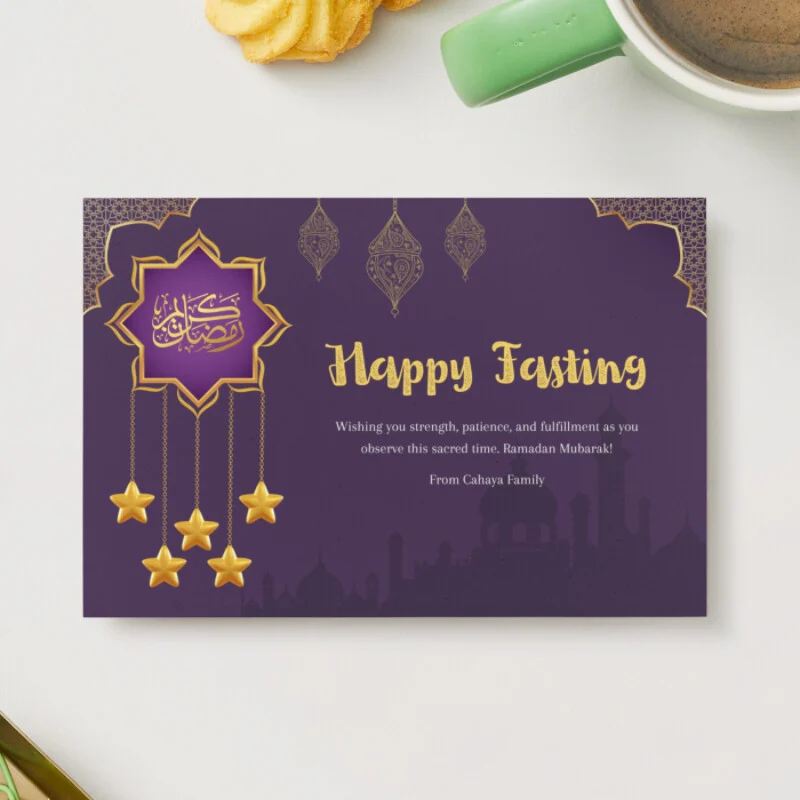 رمضان كريم
Happy Fasting
Wishing you strength, patience, and fulfillment as you
observe this sacred time. Ramadan Mubarak!
From Cahaya Family